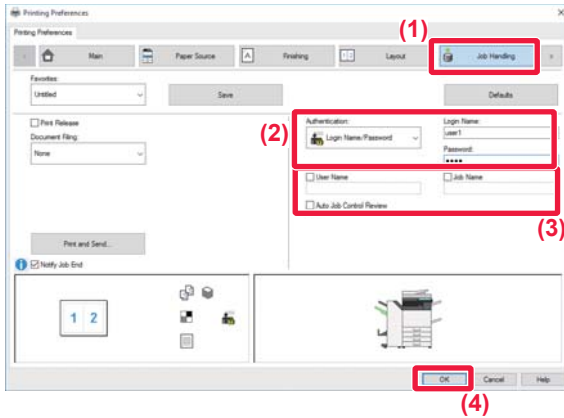 Printing Preferences
Printing Preferences
(1)
Main
Paper Source
Finishing
Layout
Job Handling
Favorites:
Untitled
Save
Defaults
Print Release
Document Filing:
None
(2)
Authentication:
Login Name/Password
Login Name:
user1
Password:
••••
User Name
Job Name
Auto Job Control Review
(3)
Print and Send...
Notify Job End
1 2
OK
Cancel
Help
(4)